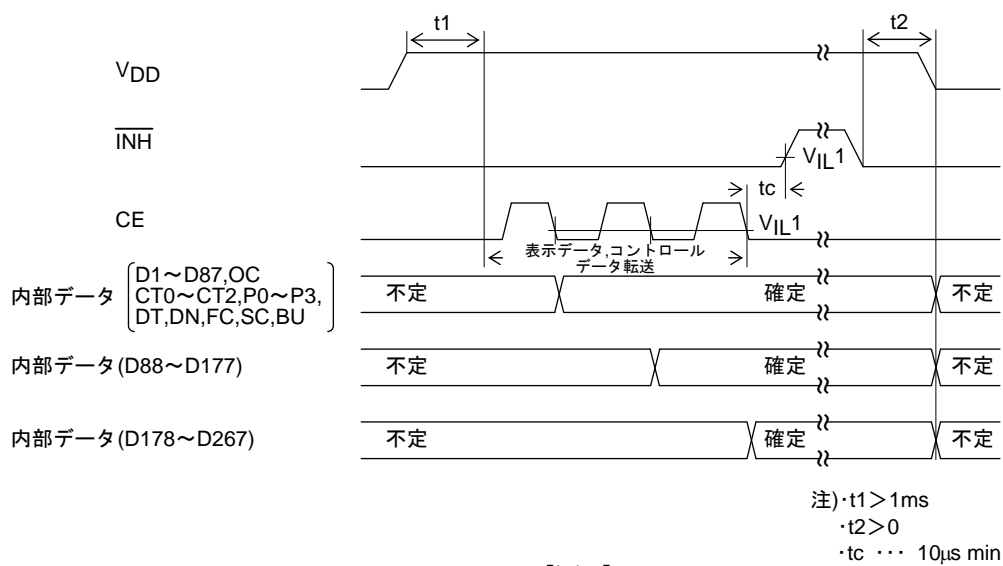 t1
t2
VDD
INH
VIL1
tc
CE
VIL1
表示データ,コントロール
データ転送
内部データ
D1～D87,OC
CT0～CT2,P0～P3,
DT,DN,FC,SC,BU
不定
確定
不定
内部データ(D88～D177)
不定
確定
不定
内部データ(D178～D267)
不定
確定
不定
注)・t1＞1ms
・t2＞0
・tc ・・・ 10μs min